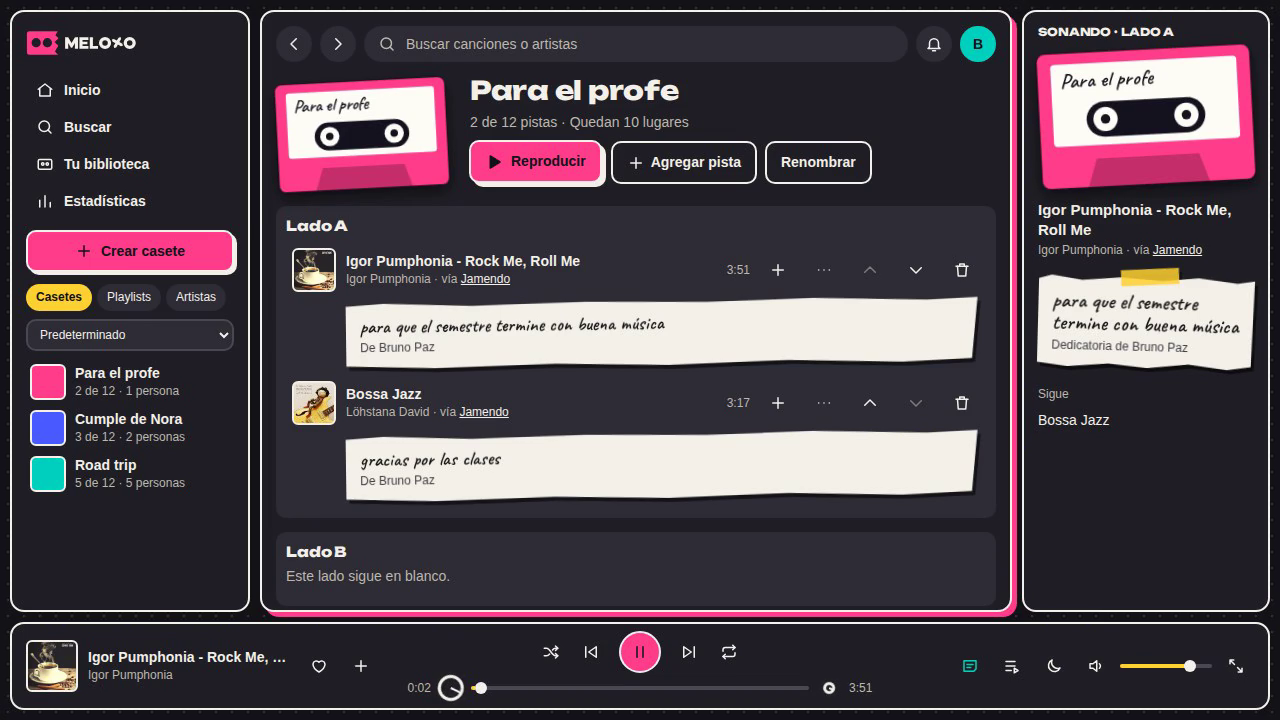 MELOXO
Inicio
Buscar
Tu biblioteca
Estadísticas
Crear casete
Casetes
Playlists
Artistas
Predeterminado
Para el profe
2 de 12 · 1 persona
Cumple de Nora
3 de 12 · 2 personas
Road trip
5 de 12 · 5 personas
Buscar canciones o artistas
B
Para el profe
Para el profe
2 de 12 pistas · Quedan 10 lugares
Reproducir
Agregar pista
Renombrar
Lado A
Igor Pumphonia - Rock Me, Roll Me
Igor Pumphonia · vía Jamendo
3:51
para que el semestre termine con buena música
De Bruno Paz
Bossa Jazz
Löhstana David · vía Jamendo
3:17
gracias por las clases
De Bruno Paz
Lado B
Este lado sigue en blanco.
SONANDO · LADO A
Para el profe
Igor Pumphonia - Rock Me,
Roll Me
Igor Pumphonia · vía Jamendo
para que el semestre
termine con buena música
Dedicatoria de Bruno Paz
Sigue
Bossa Jazz
Igor Pumphonia - Rock Me, ...
Igor Pumphonia
0:02
3:51